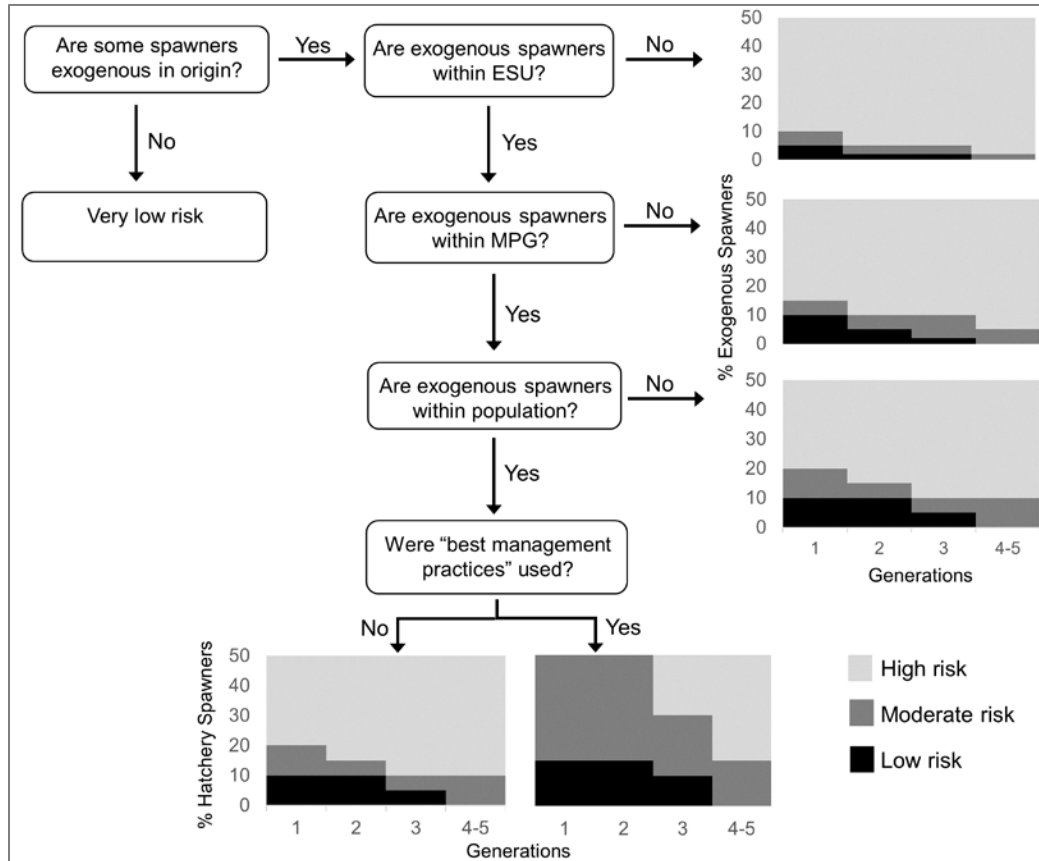 Are some spawners
exogenous in origin?
Yes
Are exogenous spawners
within ESU?
No
50
40
30
20
10
0
No
Yes
Very low risk
Are exogenous spawners
within MPG?
No
% Exogenous Spawners
50
40
30
20
10
0
Yes
Are exogenous spawners
within population?
No
50
40
30
20
10
0
1 2 3 4-5
Generations
Yes
Were “best management
practices” used?
No
Yes
% Hatchery Spawners
50
40
30
20
10
0
1 2 3 4-5
1 2 3 4-5
Generations
High risk
Moderate risk
Low risk